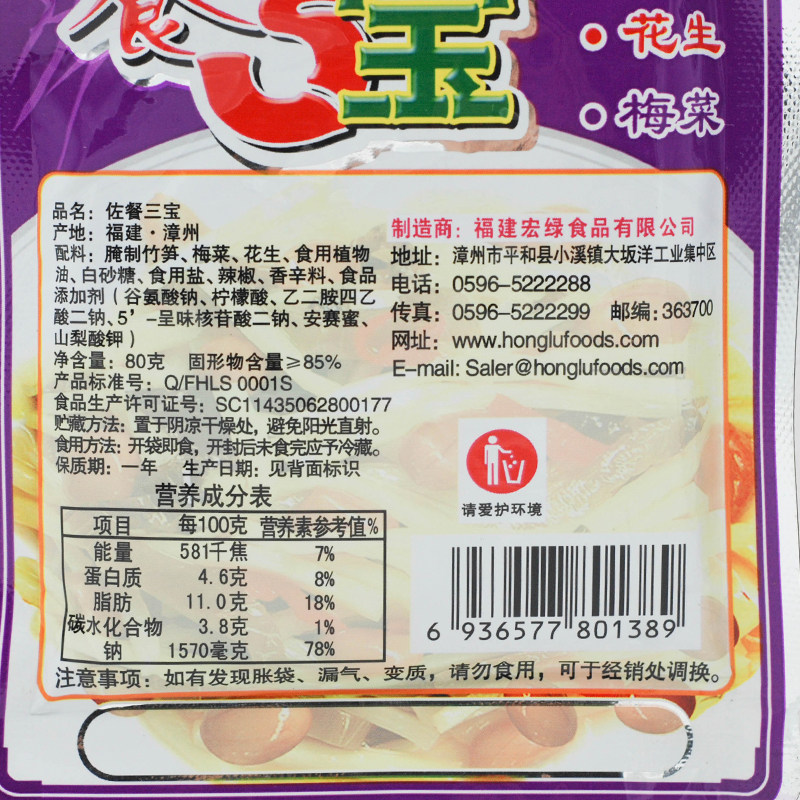 餐S宝
花生
梅菜
品名：佐餐三宝
产地：福建·漳州
配料：腌制竹笋、梅菜、花生、食用植物
油、白砂糖、食用盐、辣椒、香辛料、食品
添加剂（谷氨酸钠、柠檬酸、乙二胺四乙
酸二钠、5’-呈味核苷酸二钠、安赛蜜、
山梨酸钾）
净含量：80克 固形物含量≥85%
产品标准号：Q/FHLS 0001S
食品生产许可证号：SC11435062800177
贮藏方法：置于阴凉干燥处，避免阳光直射。
食用方法：开袋即食，开封后未食完应予冷藏。
保质期：一年 生产日期：见背面标识
制造商：福建宏绿食品有限公司
地址：漳州市平和县小溪镇大坂洋工业集中区
电话：0596-5222288
传真：0596-5222299 邮编：363700
网址：www.honglufoods.com
E-mail: Saler@honglufoods.com
请爱护环境
营养成分表
项目 每100克 营养素参考值%
能量 581千焦 7%
蛋白质 4.6克 8%
脂肪 11.0克 18%
碳水化合物 3.8克 1%
钠 1570毫克 78%
6 936577 801389
注意事项：如有发现胀袋、漏气、变质，请勿食用，可于经销处调换。